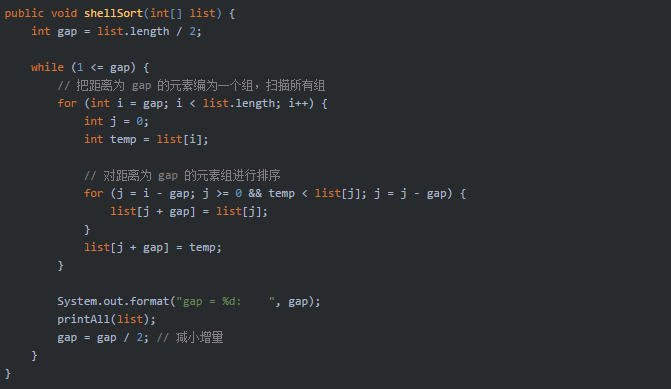 public void shellSort(int[] list) {
    int gap = list.length / 2;

    while (1 <= gap) {
        // 把距离为 gap 的元素编为一个组，扫描所有组
        for (int i = gap; i < list.length; i++) {
            int j = 0;
            int temp = list[i];

            // 对距离为 gap 的元素组进行排序
            for (j = i - gap; j >= 0 && temp < list[j]; j = j - gap) {
                list[j + gap] = list[j];
            }
            list[j + gap] = temp;
        }

        System.out.format("gap = %d:    ", gap);
        printAll(list);
        gap = gap / 2; // 减小增量
    }
}